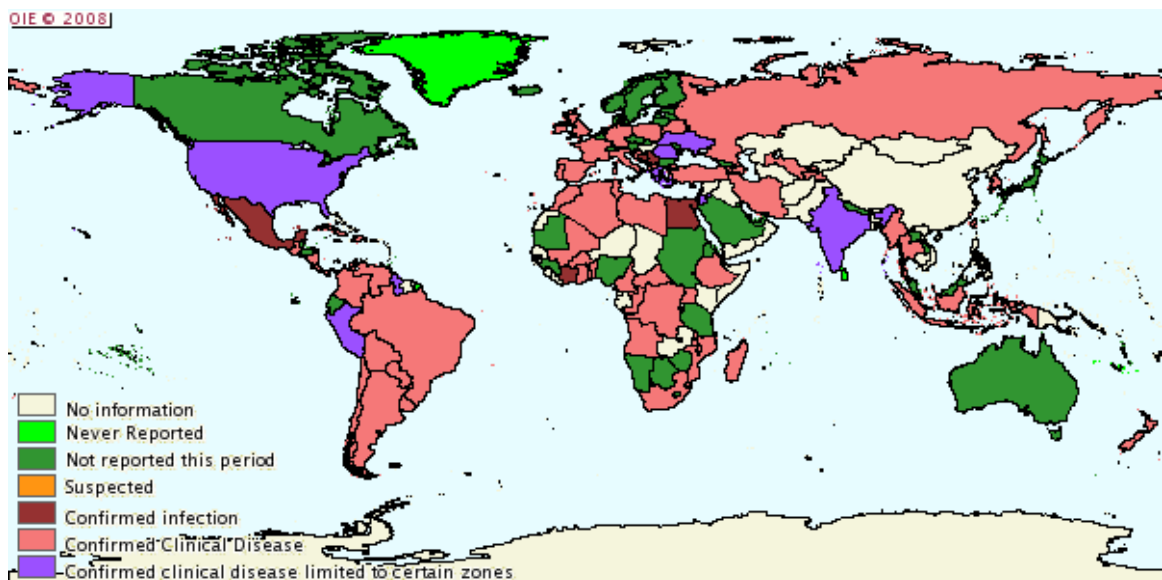 OIE © 2008
No information
Never Reported
Not reported this period
Suspected
Confirmed infection
Confirmed Clinical Disease
Confirmed clinical disease limited to certain zones